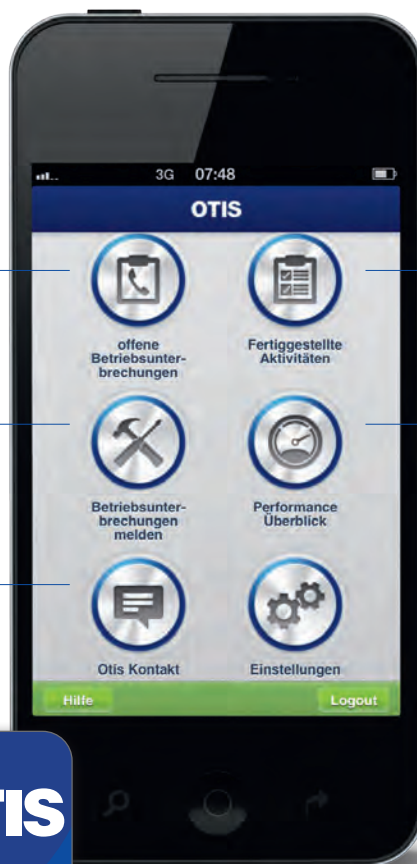 3G 07:48
OTIS
offene
Betriebsunter-
brechungen
Fertiggestellte
Aktivitäten
Betriebsunter-
brechungen
melden
Performance
Überblick
Otis Kontakt
Einstellungen
Hilfe
Logout
TIS